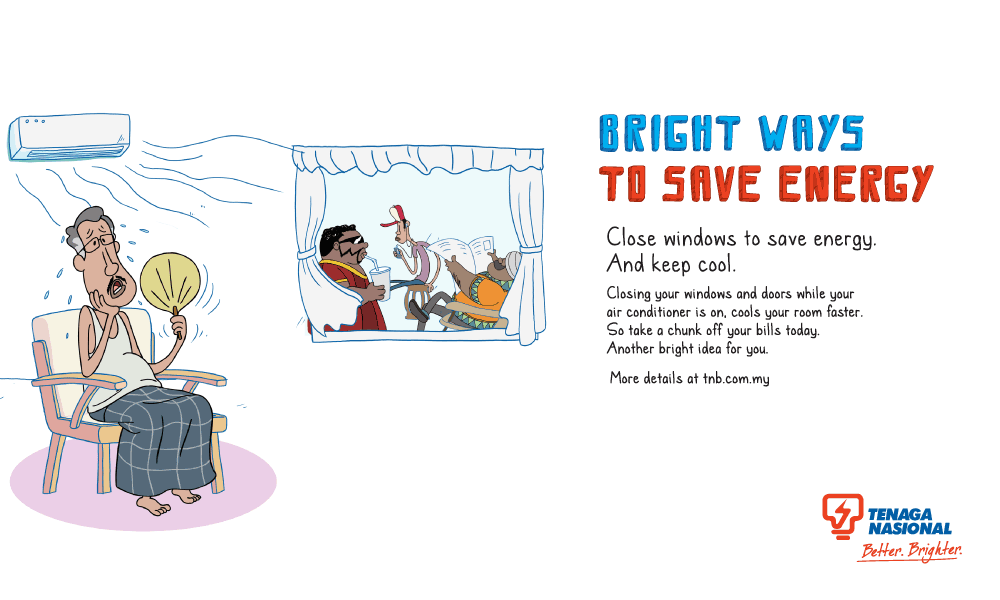 BRIGHT WAYS
TO SAVE ENERGY
Close windows to save energy.
And keep cool.
Closing your windows and doors while your
air conditioner is on, cools your room faster.
So take a chunk off your bills today.
Another bright idea for you.
More details at tnb.com.my
TENAGA
NASIONAL
Better. Brighter.